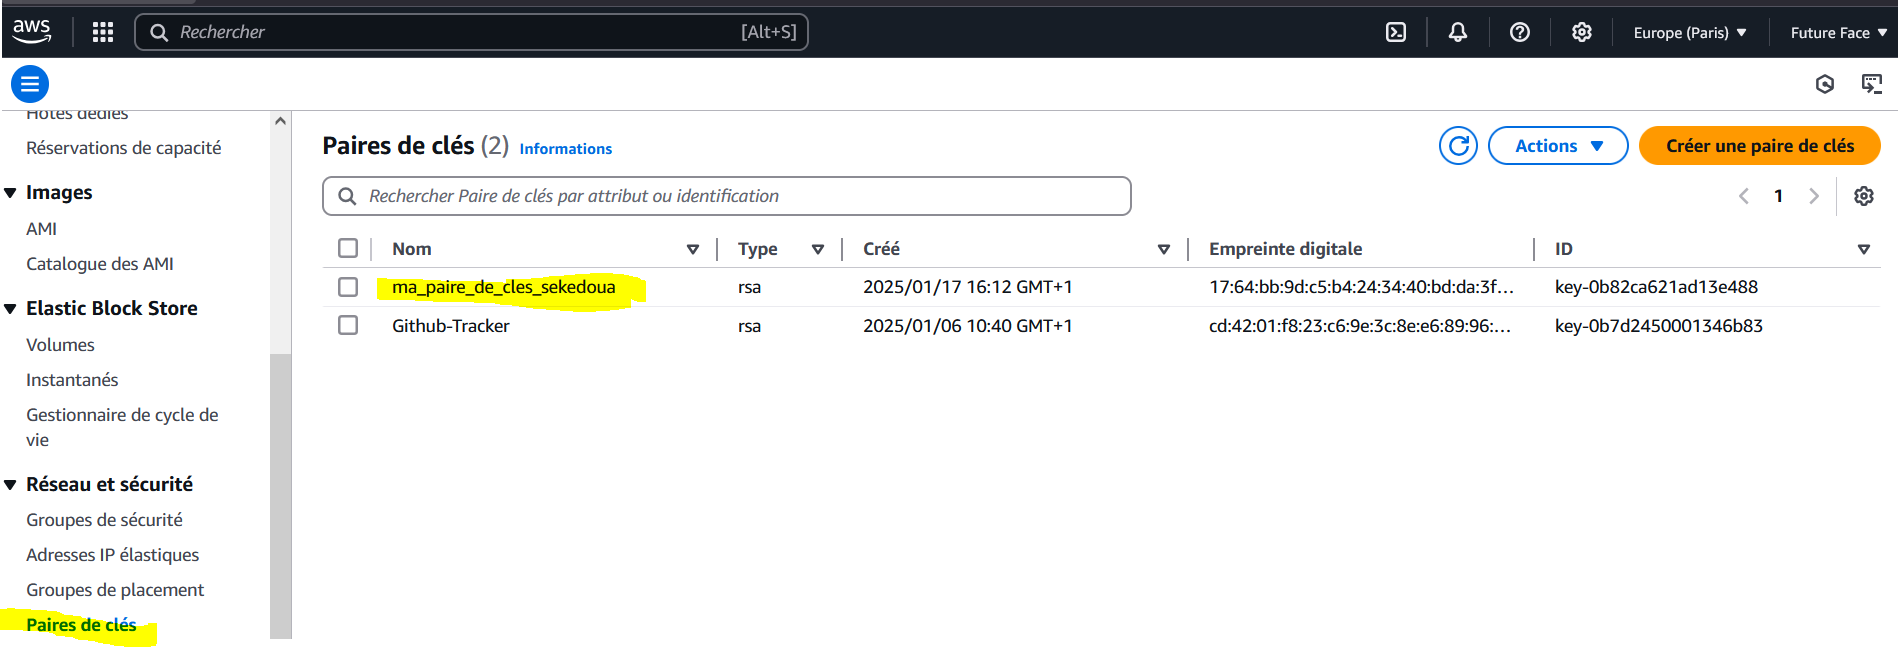 aws
Rechercher [Alt+S]
Europe (Paris)
Future Face
Hôtes dédiés
Réservations de capacité
Images
AMI
Catalogue des AMI
Elastic Block Store
Volumes
Instantanés
Gestionnaire de cycle de
vie
Réseau et sécurité
Groupes de sécurité
Adresses IP élastiques
Groupes de placement
Paires de clés
Paires de clés (2) Informations
Actions
Créer une paire de clés
Rechercher Paire de clés par attribut ou identification
1
Nom Type Créé Empreinte digitale ID
ma_paire_de_cles_sekedoua rsa 2025/01/17 16:12 GMT+1 17:64:bb:9d:c5:b4:24:34:40:bd:da:3f... key-0b82ca621ad13e488
Github-Tracker rsa 2025/01/06 10:40 GMT+1 cd:42:01:f8:23:c6:9e:3c:8e:e6:89:96:... key-0b7d2450001346b83